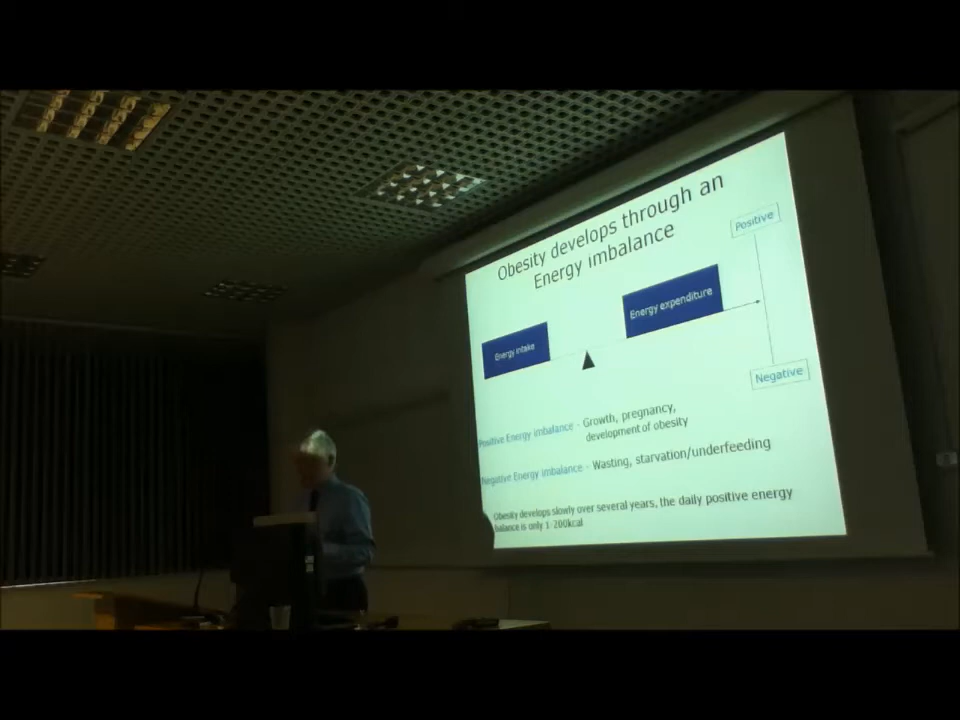 Obesity develops through an
Energy imbalance
Positive
Energy intake
Energy expenditure
Negative
Positive Energy imbalance - Growth, pregnancy,
development of obesity
Negative Energy imbalance - Wasting, starvation/underfeeding
Obesity develops slowly over several years, the daily positive energy
balance is only 1 200kcal